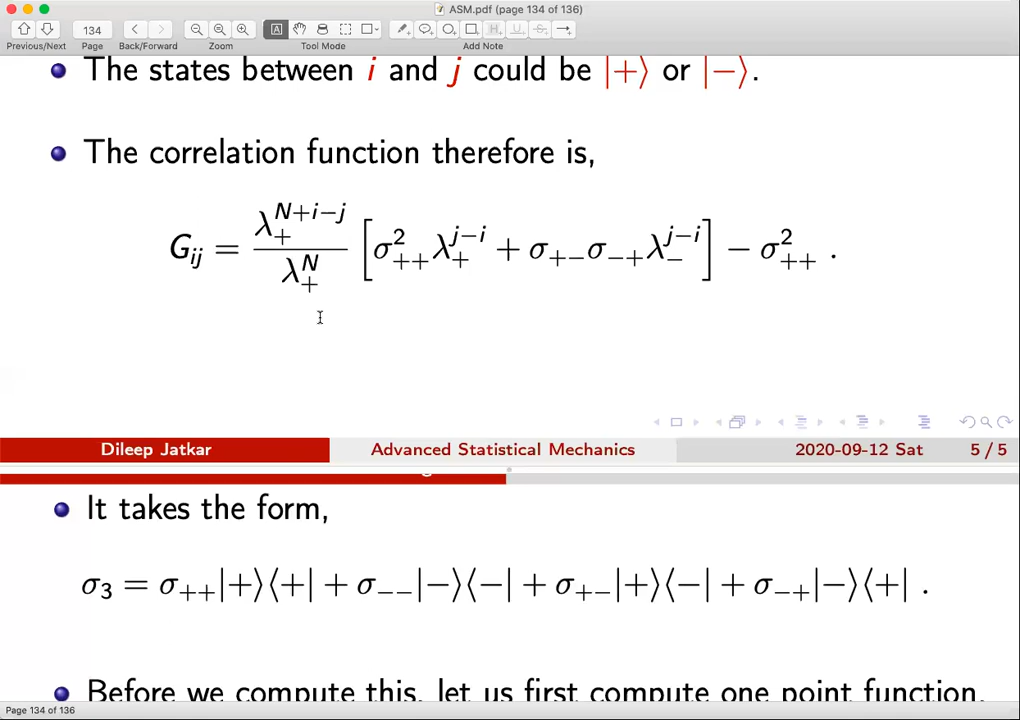 ASM.pdf (page 134 of 136)
134
Previous/Next Page Back/Forward Zoom Tool Mode Add Note
The states between i and j could be |+⟩ or |−⟩.
The correlation function therefore is,
G_{ij} = \frac{λ_+^{N+i−j}}{λ_+^N} [σ_{++}^2 λ_+^{j−i} + σ_{+−}σ_{−+}λ_−^{j−i}] − σ_{++}^2 .
Dileep Jatkar Advanced Statistical Mechanics 2020-09-12 Sat 5 / 5
It takes the form,
σ_3 = σ_{++}|+⟩⟨+| + σ_{−−}|−⟩⟨−| + σ_{+−}|+⟩⟨−| + σ_{−+}|−⟩⟨+| .
Before we compute this, let us first compute one point function,
Page 134 of 136